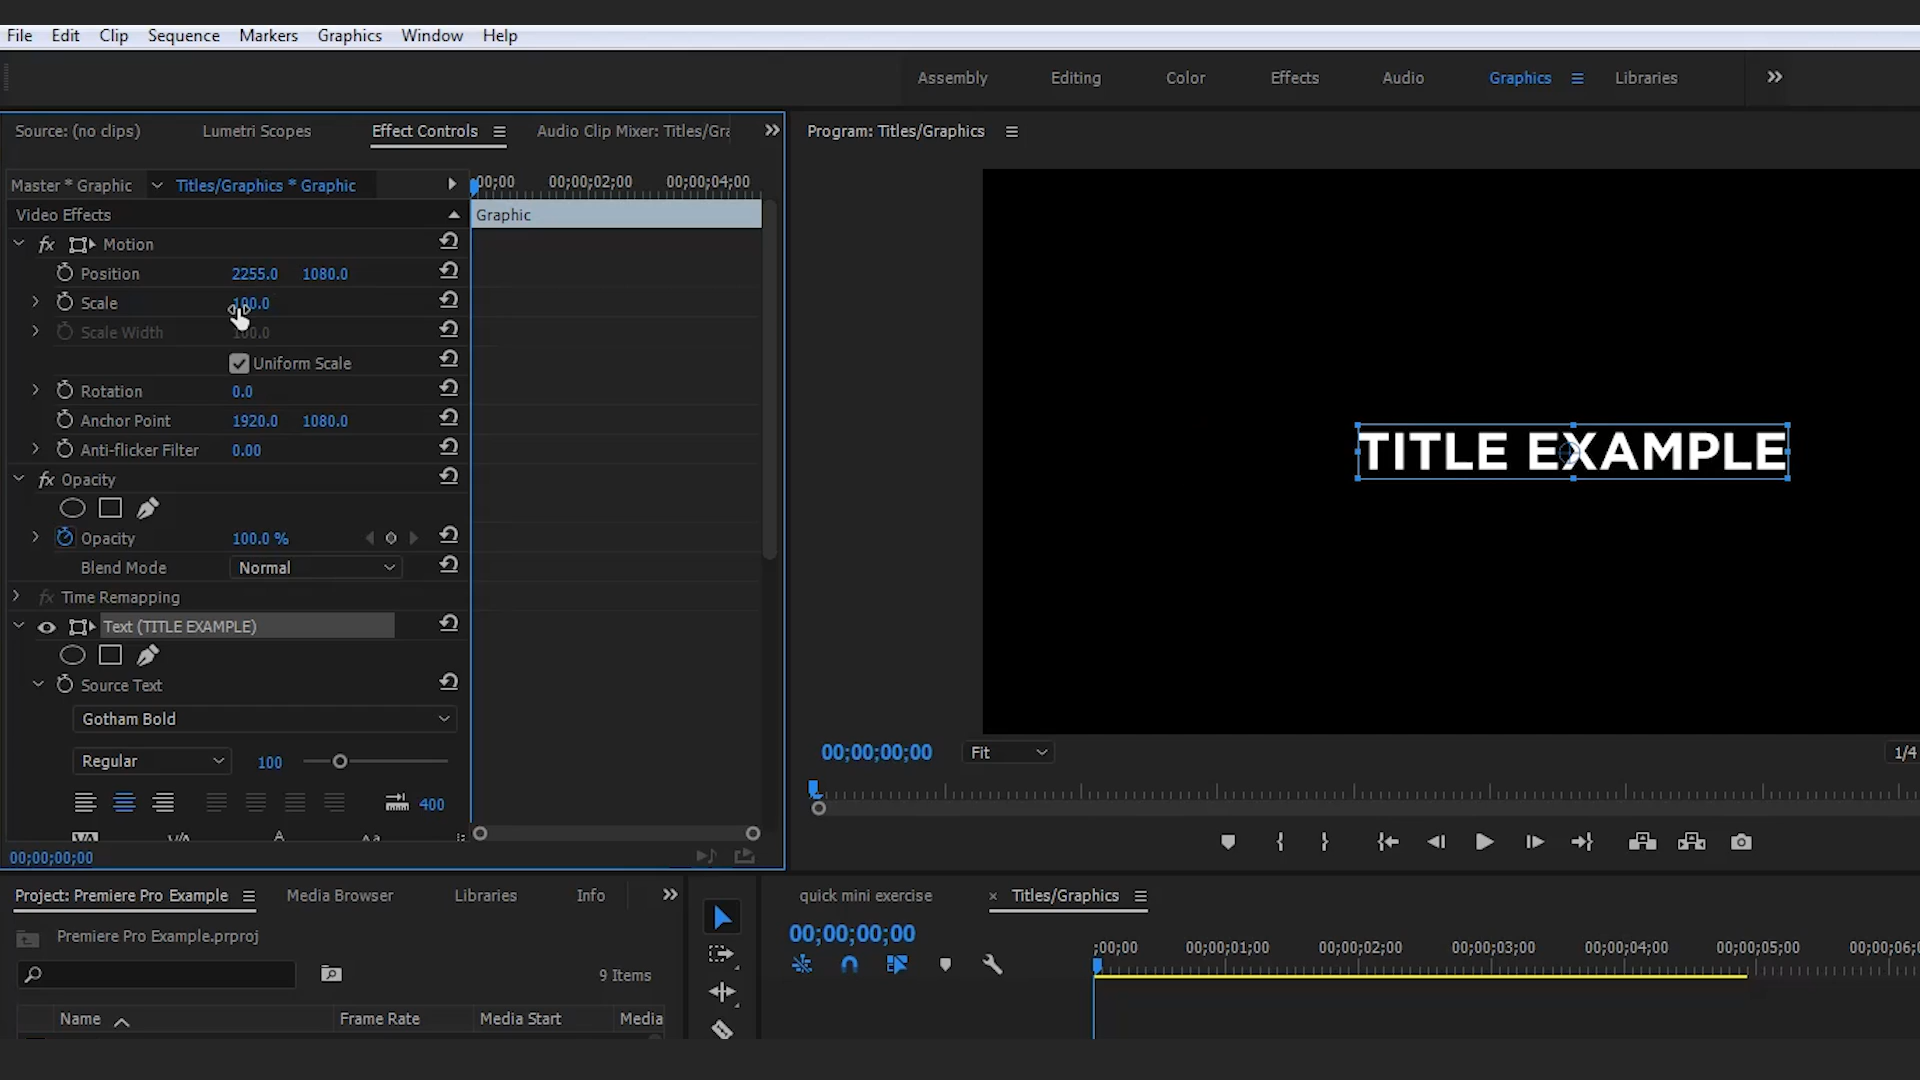 File Edit Clip Sequence Markers Graphics Window Help
Assembly Editing Color Effects Audio Graphics Libraries
Source: (no clips) Lumetri Scopes Effect Controls Audio Clip Mixer: Titles/Gra
Program: Titles/Graphics
Master * Graphic Titles/Graphics * Graphic
00;00 00;00;02;00 00;00;04;00
Video Effects
Graphic
fx Motion
Position 2255.0 1080.0
Scale
Scale Width 100.0
Uniform Scale
Rotation 0.0
Anchor Point 1920.0 1080.0
Anti-flicker Filter 0.00
TITLE EXAMPLE
fx Opacity
Opacity 100.0 %
Blend Mode Normal
fx Time Remapping
Text (TITLE EXAMPLE)
Source Text
Gotham Bold
Regular 100
400
00;00;00;00
00;00;00;00 Fit 1/4
Project: Premiere Pro Example Media Browser Libraries Info
Premiere Pro Example.prproj
9 Items
Name Frame Rate Media Start Media
quick mini exercise × Titles/Graphics
00;00;00;00
;00;00 00;00;01;00 00;00;02;00 00;00;03;00 00;00;04;00 00;00;05;00 00;00;06;